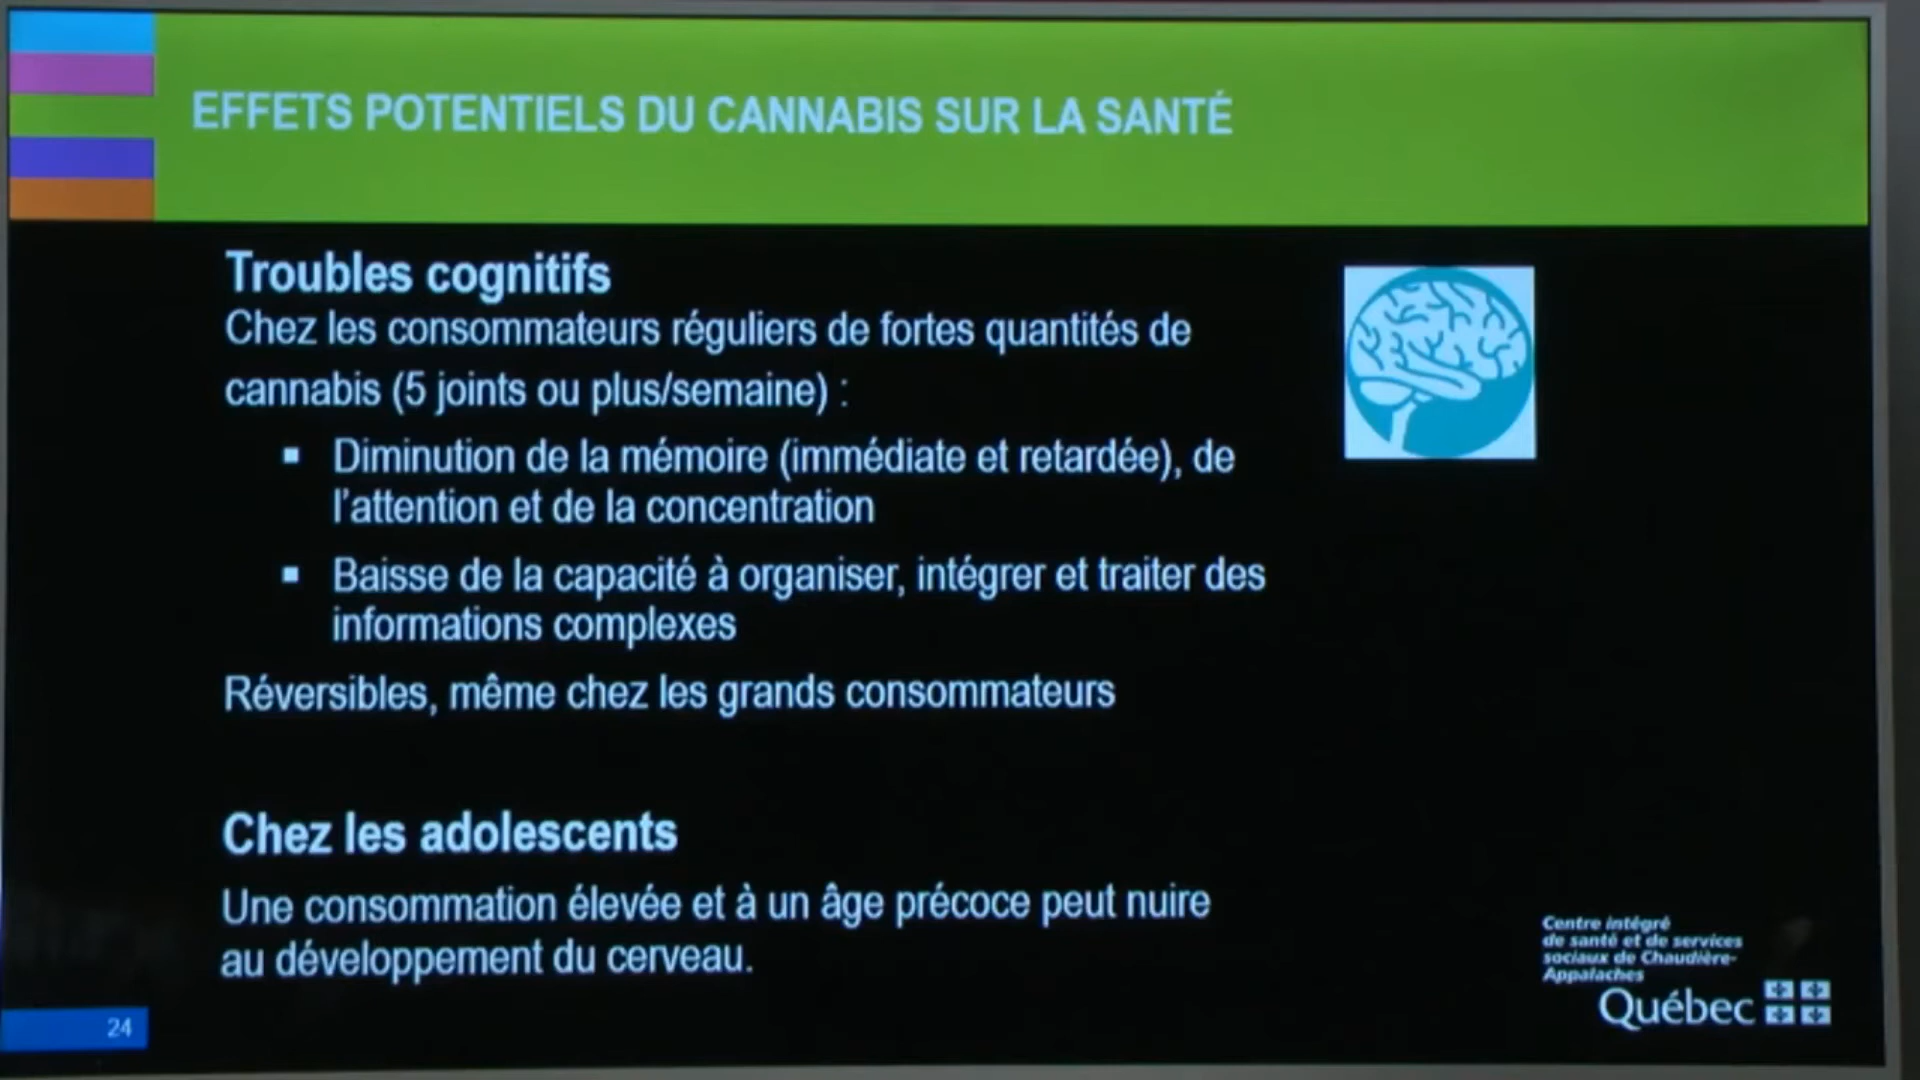 EFFETS POTENTIELS DU CANNABIS SUR LA SANTÉ
Troubles cognitifs
Chez les consommateurs réguliers de fortes quantités de
cannabis (5 joints ou plus/semaine) :
▪ Diminution de la mémoire (immédiate et retardée), de
l'attention et de la concentration
▪ Baisse de la capacité à organiser, intégrer et traiter des
informations complexes
Réversibles, même chez les grands consommateurs
Chez les adolescents
Une consommation élevée et à un âge précoce peut nuire
au développement du cerveau.
24
Centre intégré
de santé et de services
sociaux de Chaudière-
Appalaches
Québec